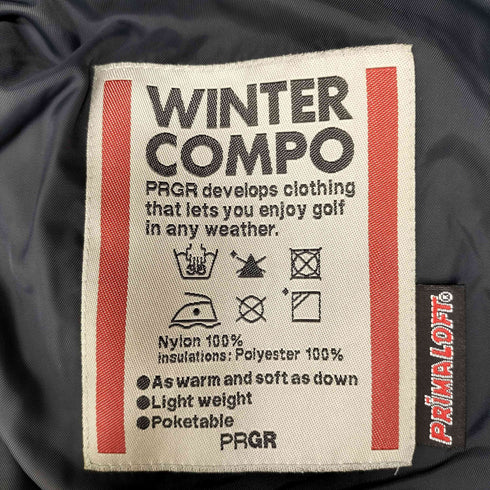 WINTER
COMPO
PRGR develops clothing
that lets you enjoy golf
in any weather.
Nylon 100%
insulations: Polyester 100%
●As warm and soft as down
●Light weight
●Poketable
PRGR
PRIMALOFT®